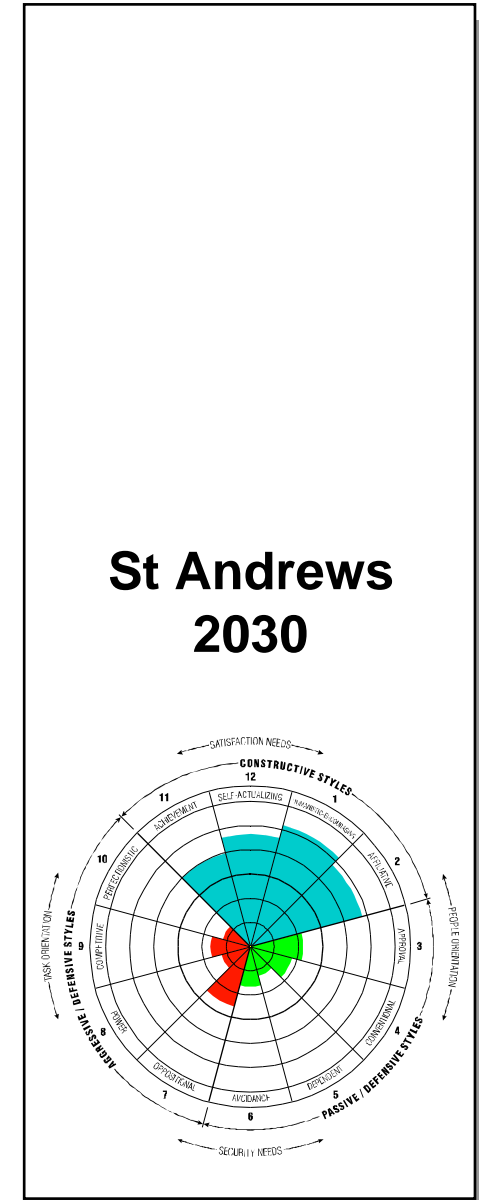 St Andrews
2030
SATISFACTION NEEDS
CONSTRUCTIVE STYLES
12
SELF-ACTUALIZING
1
HUMANISTIC-ENCOURAGING
2
AFFILIATIVE
3
APPROVAL
4
CONVENTIONAL
5
DEPENDENT
6
AVOIDANCE
7
OPPOSITIONAL
8
POWER
9
COMPETITIVE
10
PERFECTIONISTIC
11
ACHIEVEMENT
PEOPLE ORIENTATION
PASSIVE / DEFENSIVE STYLES
SECURITY NEEDS
AGGRESSIVE / DEFENSIVE STYLES
TASK ORIENTATION